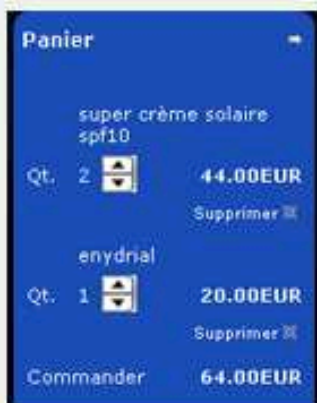 Panier
super crème solaire
spf10
Qt. 2 44.00EUR
Supprimer
enydrial
Qt. 1 20.00EUR
Supprimer
Commander 64.00EUR